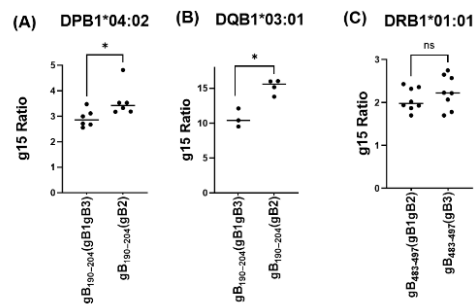 (A) DPB1*04:02
*
g15 Ratio
5
4
3
2
1
0
gB190-204(gB1gB3)
gB190-204(gB2)
(B) DQB1*03:01
*
g15 Ratio
15
10
5
0
gB190-204(gB1gB3)
gB190-204(gB2)
(C) DRB1*01:01
ns
g15 Ratio
3
2
1
0
gB483-497(gB1gB2)
gB483-497(gB3)